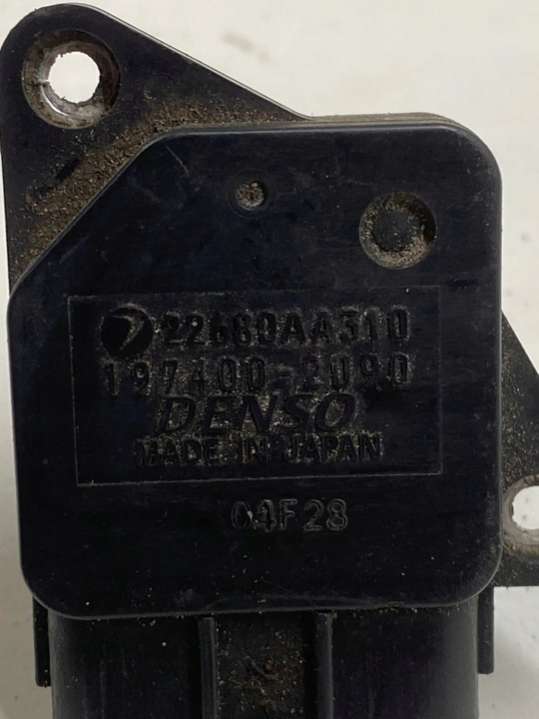 22680AA310
197400-2090
DENSO
MADE IN JAPAN
04F28